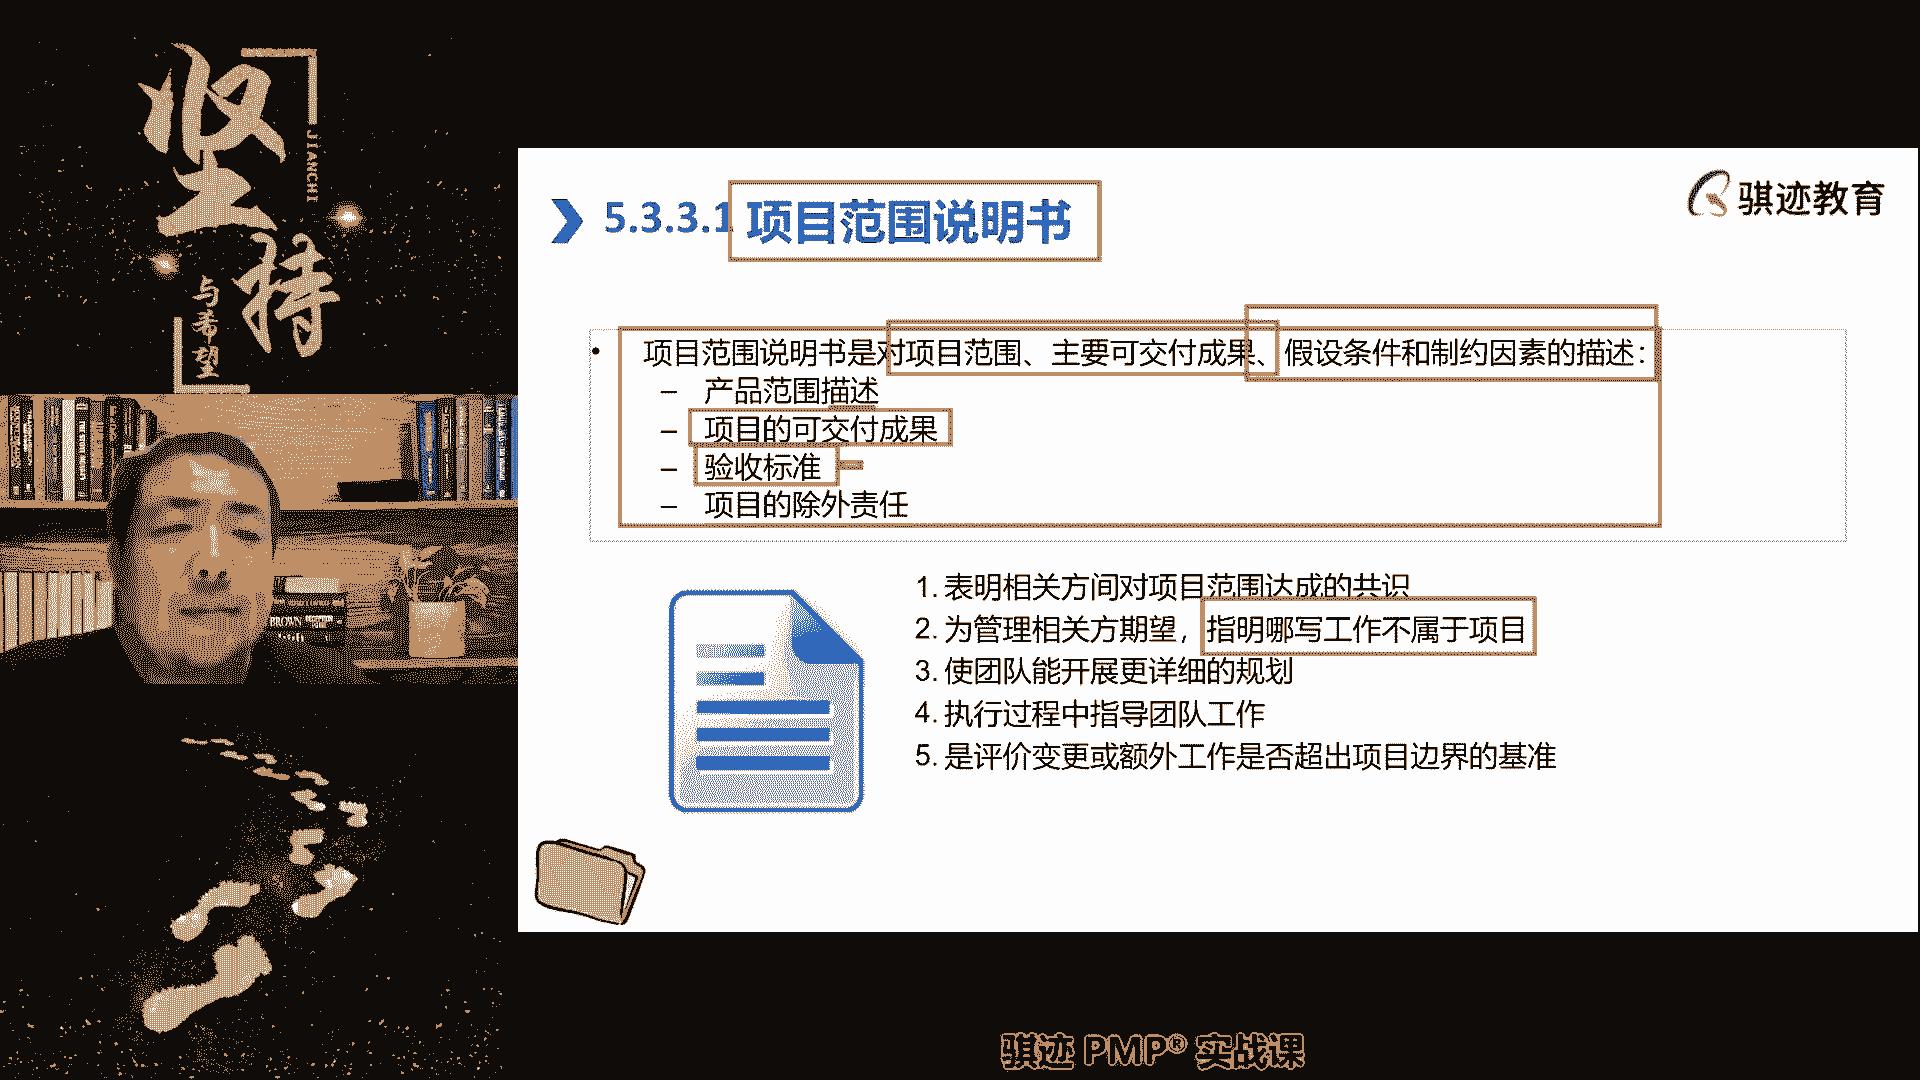 坚
持
JIANCHI
与
希
望
BROWN
5.3.3.1 项目范围说明书
骐迹教育
• 项目范围说明书是对项目范围、主要可交付成果、假设条件和制约因素的描述：
– 产品范围描述
– 项目的可交付成果
– 验收标准
– 项目的除外责任
1. 表明相关方间对项目范围达成的共识
2. 为管理相关方期望，指明哪写工作不属于项目
3. 使团队能开展更详细的规划
4. 执行过程中指导团队工作
5. 是评价变更或额外工作是否超出项目边界的基准
骐迹 PMP® 实战课